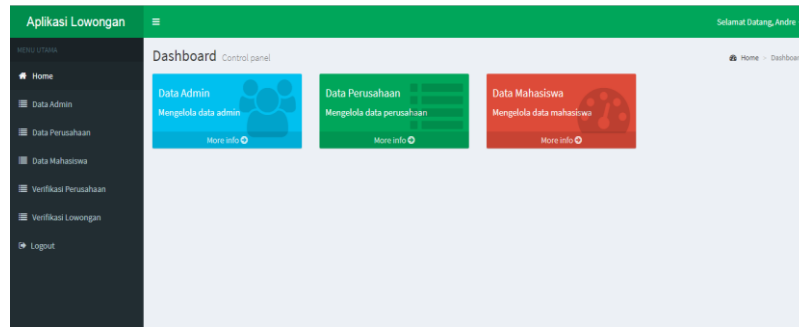 Aplikasi Lowongan
Selamat Datang, Andre
MENU UTAMA
Home
Data Admin
Data Perusahaan
Data Mahasiswa
Verifikasi Perusahaan
Verifikasi Lowongan
Logout
Dashboard Control panel
Home > Dashboar
Data Admin
Mengelola data admin
More info
Data Perusahaan
Mengelola data perusahaan
More info
Data Mahasiswa
Mengelola data mahasiswa
More info